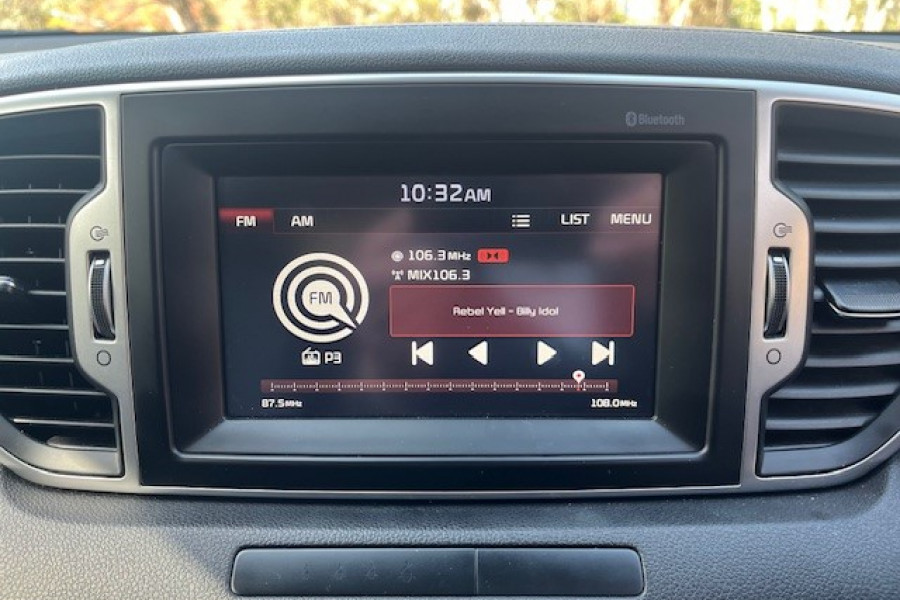 Bluetooth
10:32AM
FM AM LIST MENU
106.3MHz
MIX106.3
FM
Rebel Yell - Billy Idol
P3
87.5MHz 108.0MHz